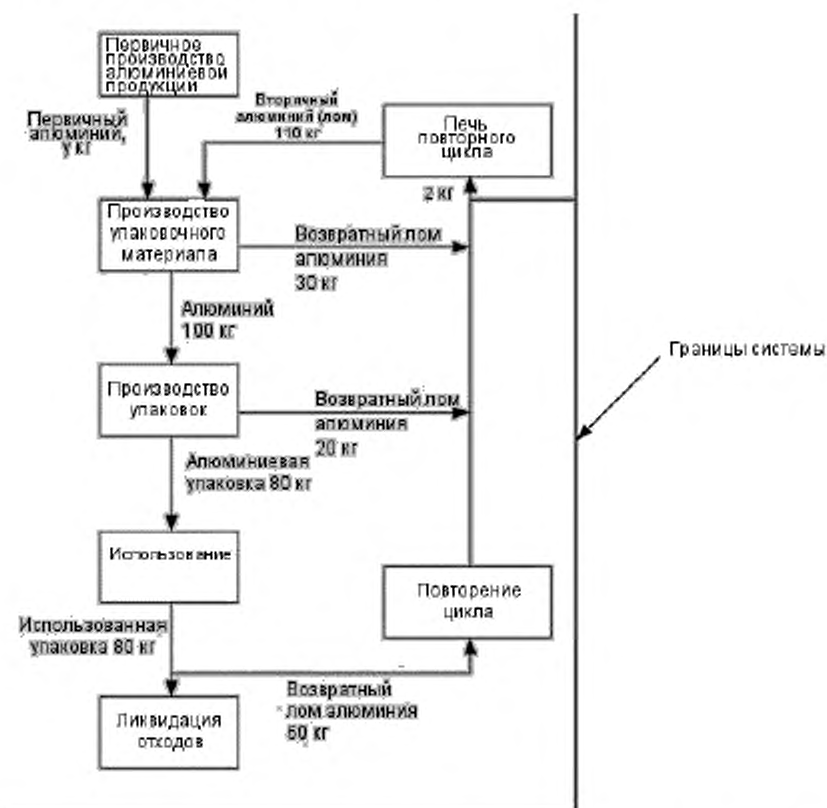 Первичное
производство
алюминиевой
продукции
Первичный
алюминий,
y кг
Вторичный
алюминий (лом)
110 кг
Печь
повторного
цикла
2 кг
Производство
упаковочного
материала
Возвратный лом
алюминия
30 кг
Алюминий
100 кг
Границы системы
Производство
упаковок
Возвратный лом
алюминия
20 кг
Алюминиевая
упаковка 80 кг
Использование
Повторение
цикла
Использованная
упаковка 80 кг
Возвратный
лом алюминия
60 кг
Ликвидация
отходов